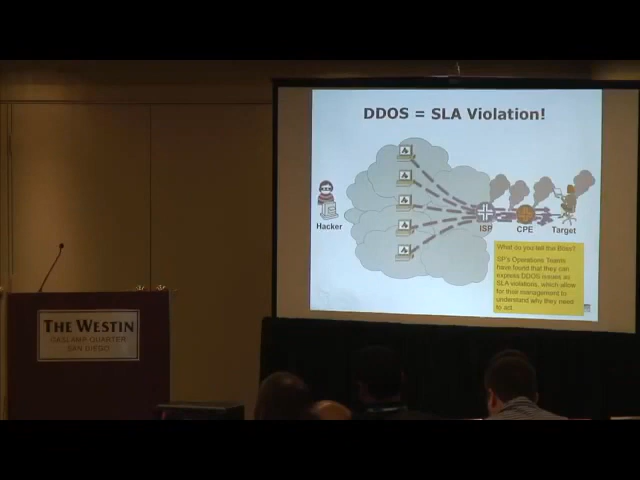 DDOS = SLA Violation!
Hacker
ISP
CPE
Target
What do you tell the Boss?
SP's Operations Teams
have found that they can
express DDOS issues as
SLA violations, which allow
for their management to
understand why they need
to act.
THE WESTIN
GASLAMP QUARTER
SAN DIEGO